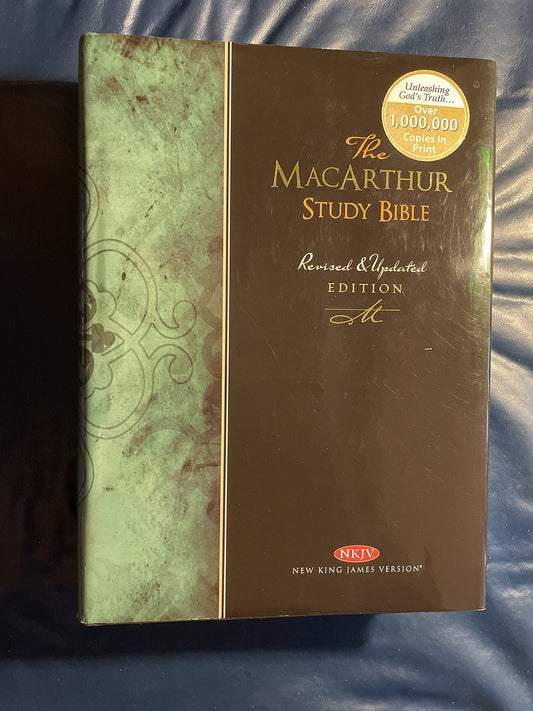 Unleashing
God's Truth...
Over
1,000,000
Copies In
Print
The
MACARTHUR
STUDY BIBLE
Revised & Updated
EDITION
M
NKJV
NEW KING JAMES VERSION®